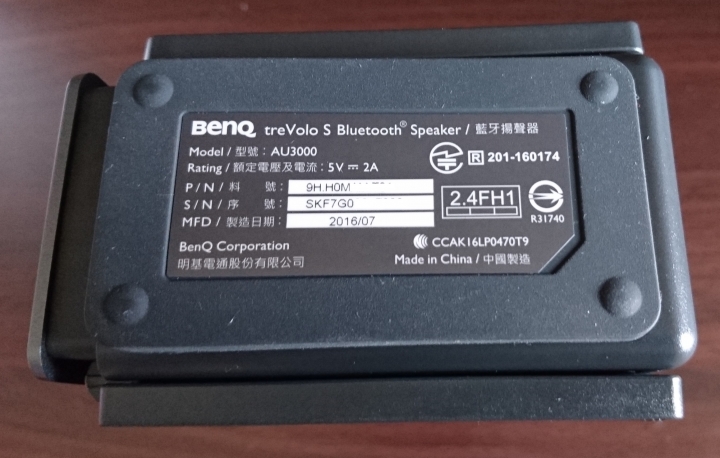 BenQ treVolo S Bluetooth® Speaker / 藍牙揚聲器
Model / 型號：AU3000
Rating / 額定電壓及電流：5V ⎓ 2A
P / N / 料 號： 9H.H0M
S / N / 序 號： SKF7G0
MFD / 製造日期： 2016/07
BenQ Corporation
明基電通股份有限公司
R 201-160174
2.4FH1
R31740
CCAK16LP0470T9
Made in China / 中國製造